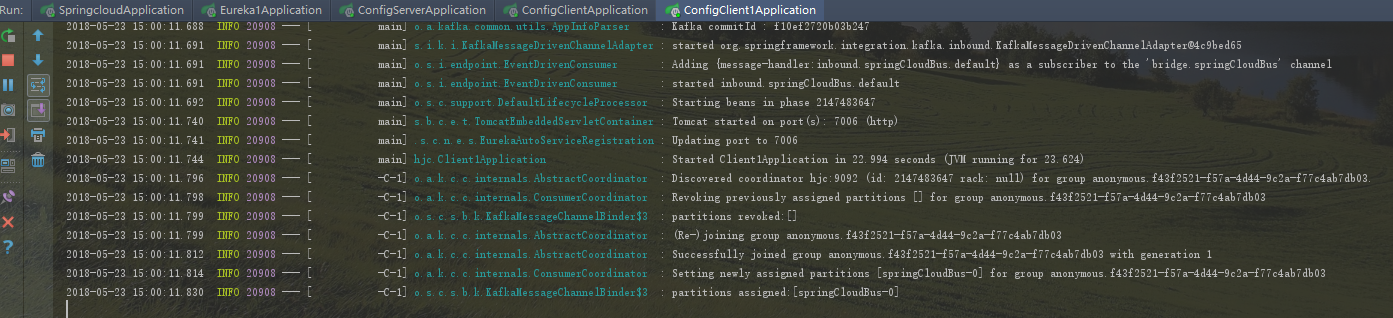 Run: SpringcloudApplication Eureka1Application ConfigServerApplication ConfigClientApplication ConfigClient1Application
2018-05-23 15:00:11.688 INFO 20908 --- [ main] o.a.kafka.common.utils.AppInfoParser : Kafka commitId : f10ef2720b03b247
2018-05-23 15:00:11.691 INFO 20908 --- [ main] s.i.k.i.KafkaMessageDrivenChannelAdapter : started org.springframework.integration.kafka.inbound.KafkaMessageDrivenChannelAdapter@4c9bed65
2018-05-23 15:00:11.691 INFO 20908 --- [ main] o.s.i.endpoint.EventDrivenConsumer : Adding {message-handler:inbound.springCloudBus.default} as a subscriber to the 'bridge.springCloudBus' channel
2018-05-23 15:00:11.691 INFO 20908 --- [ main] o.s.i.endpoint.EventDrivenConsumer : started inbound.springCloudBus.default
2018-05-23 15:00:11.692 INFO 20908 --- [ main] o.s.c.support.DefaultLifecycleProcessor : Starting beans in phase 2147483647
2018-05-23 15:00:11.740 INFO 20908 --- [ main] s.b.c.e.t.TomcatEmbeddedServletContainer : Tomcat started on port(s): 7006 (http)
2018-05-23 15:00:11.741 INFO 20908 --- [ main] .s.c.n.e.s.EurekaAutoServiceRegistration : Updating port to 7006
2018-05-23 15:00:11.744 INFO 20908 --- [ main] hjc.Client1Application : Started Client1Application in 22.994 seconds (JVM running for 23.624)
2018-05-23 15:00:11.796 INFO 20908 --- [ -C-1] o.a.k.c.c.internals.AbstractCoordinator : Discovered coordinator hjc:9092 (id: 2147483647 rack: null) for group anonymous.f43f2521-f57a-4d44-9c2a-f77c4ab7db03.
2018-05-23 15:00:11.798 INFO 20908 --- [ -C-1] o.a.k.c.c.internals.ConsumerCoordinator : Revoking previously assigned partitions [] for group anonymous.f43f2521-f57a-4d44-9c2a-f77c4ab7db03
2018-05-23 15:00:11.799 INFO 20908 --- [ -C-1] o.s.c.s.b.k.KafkaMessageChannelBinder$3 : partitions revoked:[]
2018-05-23 15:00:11.799 INFO 20908 --- [ -C-1] o.a.k.c.c.internals.AbstractCoordinator : (Re-)joining group anonymous.f43f2521-f57a-4d44-9c2a-f77c4ab7db03
2018-05-23 15:00:11.812 INFO 20908 --- [ -C-1] o.a.k.c.c.internals.AbstractCoordinator : Successfully joined group anonymous.f43f2521-f57a-4d44-9c2a-f77c4ab7db03 with generation 1
2018-05-23 15:00:11.814 INFO 20908 --- [ -C-1] o.a.k.c.c.internals.ConsumerCoordinator : Setting newly assigned partitions [springCloudBus-0] for group anonymous.f43f2521-f57a-4d44-9c2a-f77c4ab7db03
2018-05-23 15:00:11.830 INFO 20908 --- [ -C-1] o.s.c.s.b.k.KafkaMessageChannelBinder$3 : partitions assigned:[springCloudBus-0]